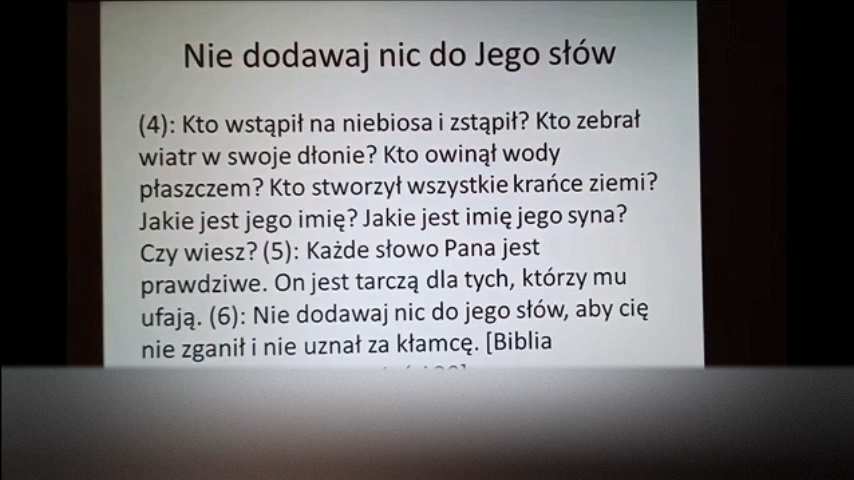 Nie dodawaj nic do Jego słów
(4): Kto wstąpił na niebiosa i zstąpił? Kto zebrał
wiatr w swoje dłonie? Kto owinął wody
płaszczem? Kto stworzył wszystkie krańce ziemi?
Jakie jest jego imię? Jakie jest imię jego syna?
Czy wiesz? (5): Każde słowo Pana jest
prawdziwe. On jest tarczą dla tych, którzy mu
ufają. (6): Nie dodawaj nic do jego słów, aby cię
nie zganił i nie uznał za kłamcę. [Biblia